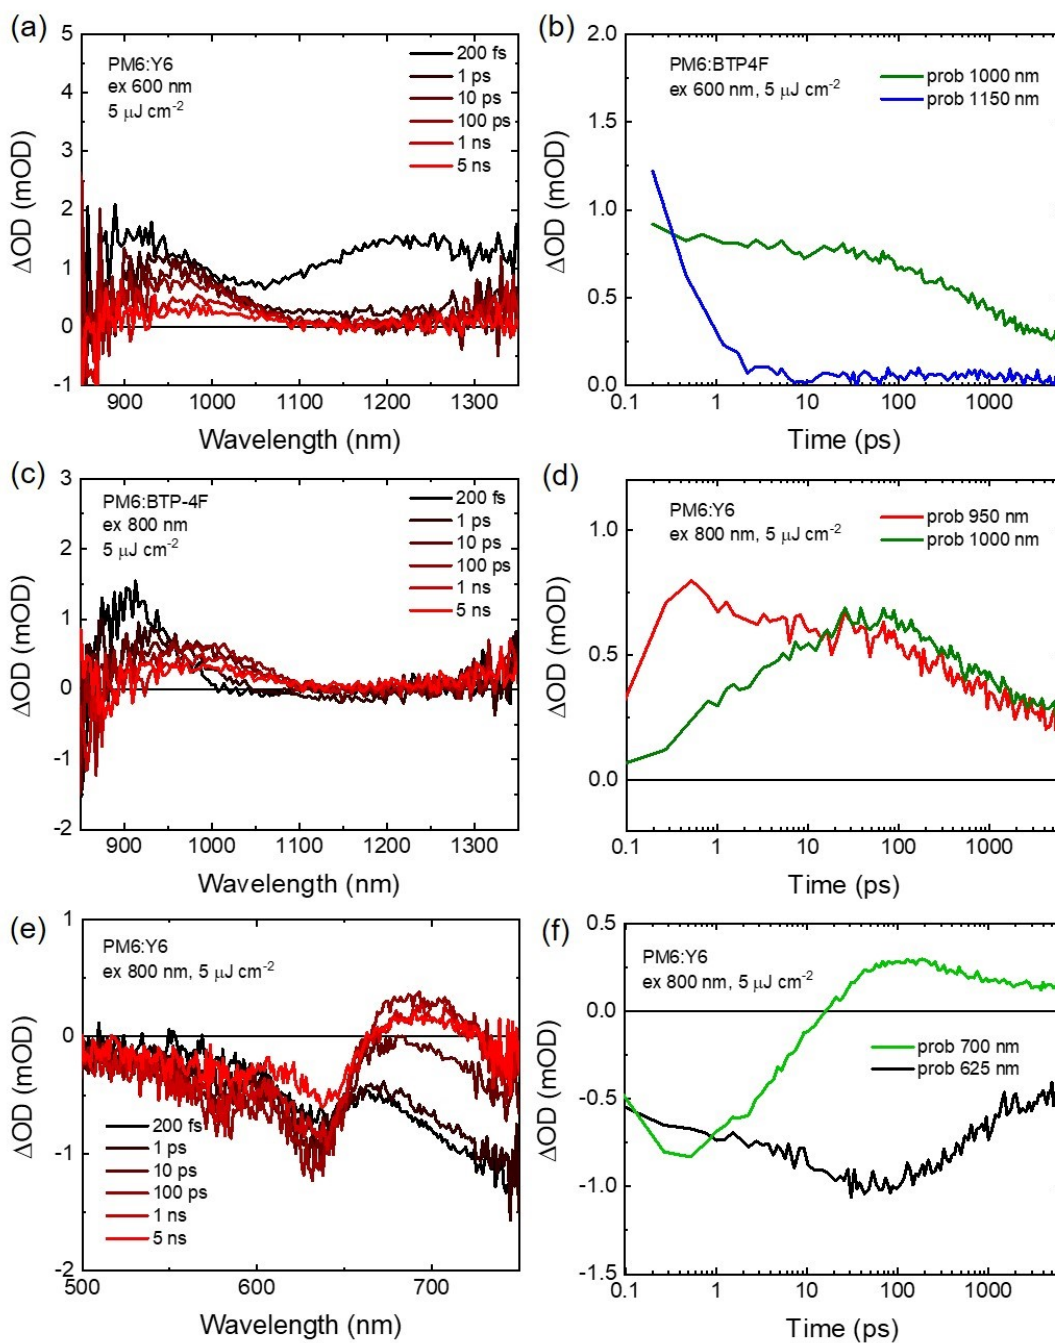 (a)
5
4
3
2
1
0
-1
ΔOD (mOD)
PM6:Y6
ex 600 nm
5 μJ cm⁻²
200 fs
1 ps
10 ps
100 ps
1 ns
5 ns
900 1000 1100 1200 1300
Wavelength (nm)
(b)
2.0
1.5
1.0
0.5
0.0
ΔOD (mOD)
PM6:BTP4F
ex 600 nm, 5 μJ cm⁻²
prob 1000 nm
prob 1150 nm
0.1 1 10 100 1000
Time (ps)
(c)
3
2
1
0
-1
-2
ΔOD (mOD)
PM6:BTP-4F
ex 800 nm
5 μJ cm⁻²
200 fs
1 ps
10 ps
100 ps
1 ns
5 ns
900 1000 1100 1200 1300
Wavelength (nm)
(d)
1.0
0.5
0.0
ΔOD (mOD)
PM6:Y6
ex 800 nm, 5 μJ cm⁻²
prob 950 nm
prob 1000 nm
0.1 1 10 100 1000
Time (ps)
(e)
1
0
-1
-2
ΔOD (mOD)
PM6:Y6
ex 800 nm, 5 μJ cm⁻²
200 fs
1 ps
10 ps
100 ps
1 ns
5 ns
500 600 700
Wavelength (nm)
(f)
0.5
0.0
-0.5
-1.0
-1.5
ΔOD (mOD)
PM6:Y6
ex 800 nm, 5 μJ cm⁻²
prob 700 nm
prob 625 nm
0.1 1 10 100 1000
Time (ps)